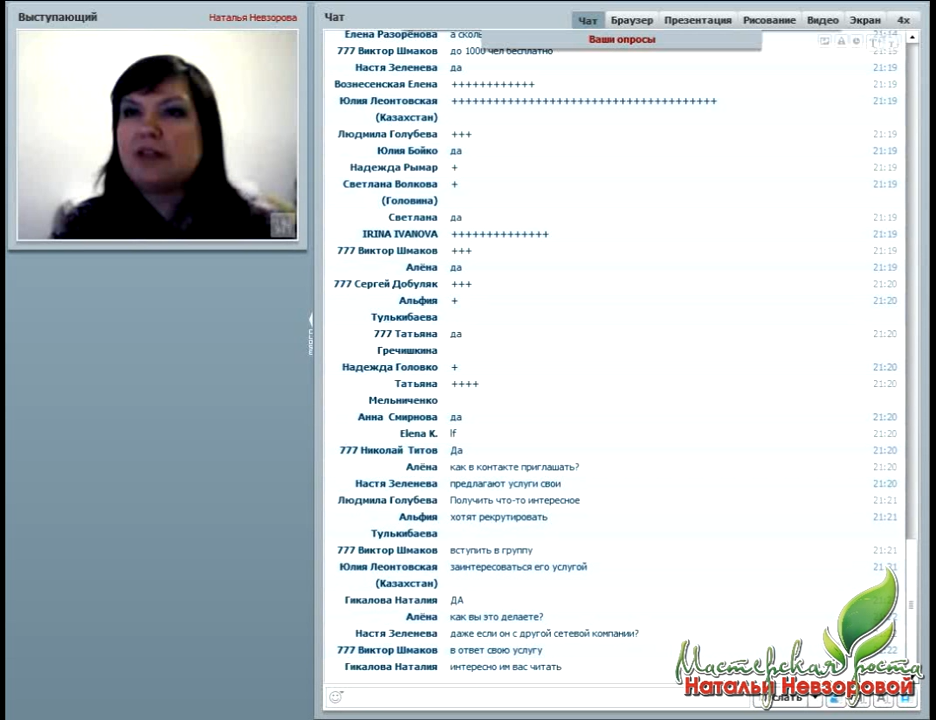 Выступающий
Наталья Невзорова
Чат
Чат Браузер Презентация Рисование Видео Экран 4x
Ваши опросы
Елена Разорёнова а сколь
777 Виктор Шмаков до 1000 чел бесплатно 21:19
Настя Зеленева да 21:19
Вознесенская Елена ++++++++++++ 21:19
Юлия Леонтовская ++++++++++++++++++++++++++++++++++++++ 21:19
(Казахстан)
Людмила Голубева +++ 21:19
Юлия Бойко да 21:19
Надежда Рымар + 21:19
Светлана Волкова + 21:19
(Головина)
Светлана да 21:19
IRINA IVANOVA ++++++++++++++ 21:19
777 Виктор Шмаков +++ 21:19
Алёна да 21:19
777 Сергей Добуляк +++ 21:20
Альфия + 21:20
Тулькибаева
777 Татьяна да 21:20
Гречишкина
Надежда Головко + 21:20
Татьяна ++++ 21:20
Мельниченко
Анна Смирнова да 21:20
Elena K. lf 21:20
777 Николай Титов Да 21:20
Алёна как в контакте приглашать? 21:20
Настя Зеленева предлагают услуги свои 21:20
Людмила Голубева Получить что-то интересное 21:21
Альфия хотят рекрутировать 21:21
Тулькибаева
777 Виктор Шмаков вступить в группу 21:21
Юлия Леонтовская заинтересоваться его услугой 21:21
(Казахстан)
Гикалова Наталия ДА
Алёна как вы это делаете?
Настя Зеленева даже если он с другой сетевой компании?
777 Виктор Шмаков в ответ свою услугу
Гикалова Наталия интересно им вас читать
Мастерская роста
Натальи Невзоровой